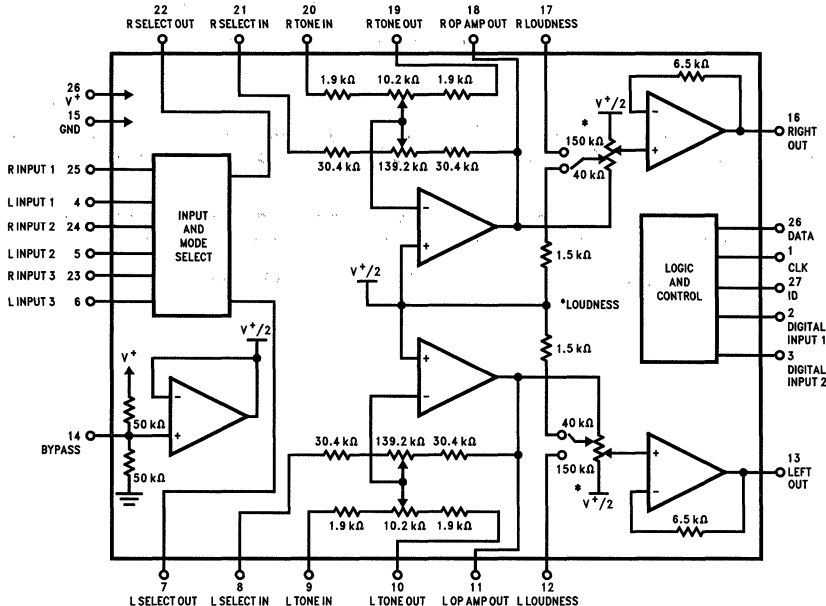 22
R SELECT OUT
21
R SELECT IN
20
R TONE IN
19
R TONE OUT
18
R OP AMP OUT
17
R LOUDNESS
1.9 kΩ
10.2 kΩ
1.9 kΩ
6.5 kΩ
26
V+
15
GND
V+/2
*
150 kΩ
40 kΩ
16
RIGHT
OUT
30.4 kΩ
139.2 kΩ
30.4 kΩ
R INPUT 1 25
L INPUT 1 4
R INPUT 2 24
L INPUT 2 5
R INPUT 3 23
L INPUT 3 6
INPUT
AND
MODE
SELECT
LOGIC
AND
CONTROL
26
DATA
1
CLK
27
ID
2
DIGITAL
INPUT 1
3
DIGITAL
INPUT 2
1.5 kΩ
V+/2
*LOUDNESS
1.5 kΩ
V+/2
V+
50 kΩ
14
BYPASS
50 kΩ
40 kΩ
150 kΩ
*
V+/2
30.4 kΩ
139.2 kΩ
30.4 kΩ
13
LEFT
OUT
1.9 kΩ
10.2 kΩ
1.9 kΩ
6.5 kΩ
7
L SELECT OUT
8
L SELECT IN
9
L TONE IN
10
L TONE OUT
11
L OP AMP OUT
12
L LOUDNESS